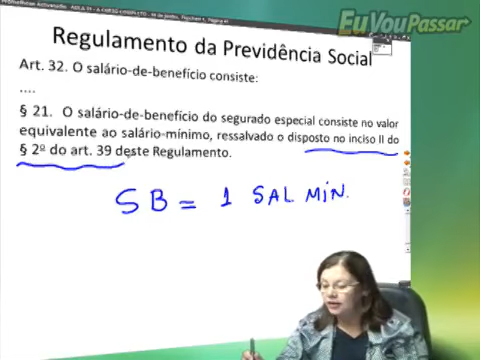 EuVouPassar
Regulamento da Previdência Social
Art. 32. O salário-de-benefício consiste:
....
§ 21. O salário-de-benefício do segurado especial consiste no valor
equivalente ao salário-mínimo, ressalvado o disposto no inciso II do
§ 2º do art. 39 deste Regulamento.
SB = 1 SAL MÍN.